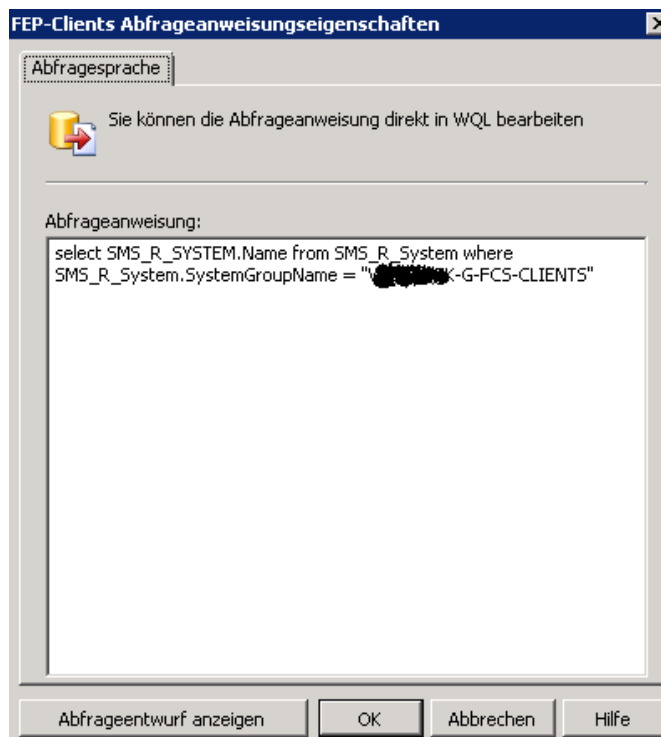 FEP-Clients Abfrageanweisungseigenschaften
Abfragesprache
Sie können die Abfrageanweisung direkt in WQL bearbeiten
Abfrageanweisung:
select SMS_R_SYSTEM.Name from SMS_R_System where
SMS_R_System.SystemGroupName = "K-G-FCS-CLIENTS"
Abfrageentwurf anzeigen
OK
Abbrechen
Hilfe